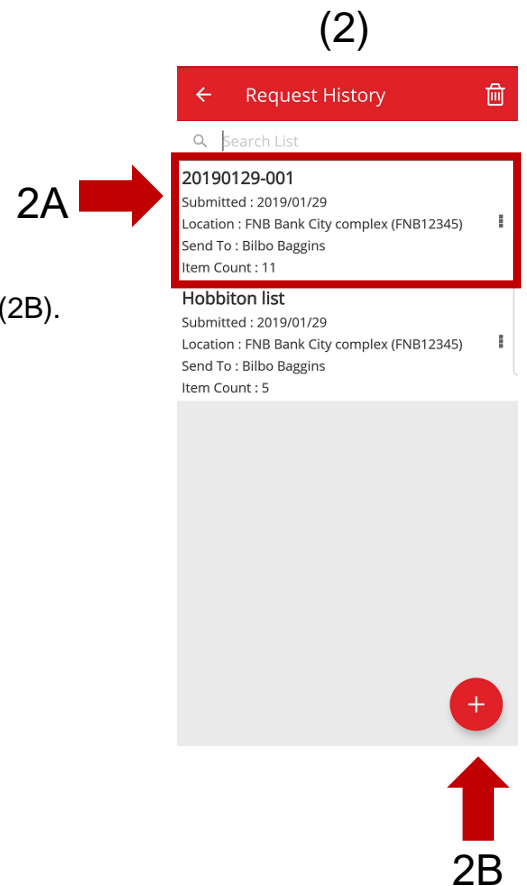 (2)
Request History
Search List
2A
20190129-001
Submitted : 2019/01/29
Location : FNB Bank City complex (FNB12345)
Send To : Bilbo Baggins
Item Count : 11
(2B).
Hobbiton list
Submitted : 2019/01/29
Location : FNB Bank City complex (FNB12345)
Send To : Bilbo Baggins
Item Count : 5
2B